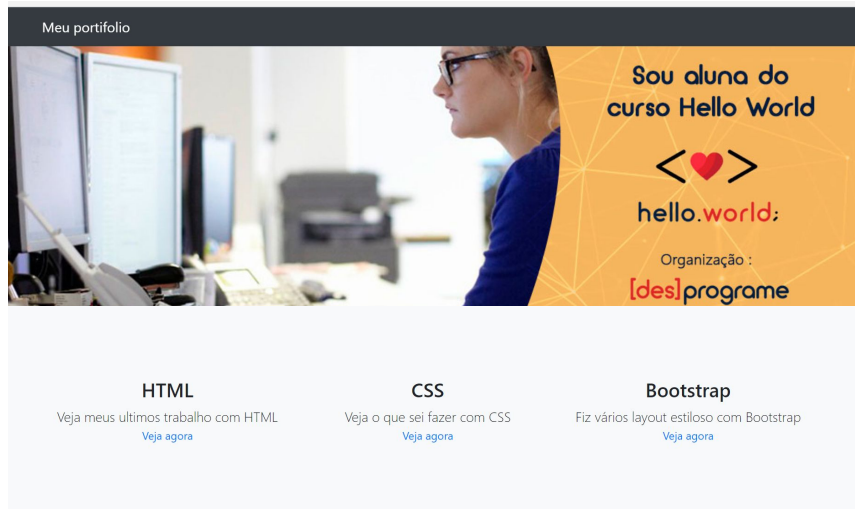 Meu portifolio
Sou aluna do
curso Hello World
<❤>
hello.world;
Organização :
[des]programe
HTML
Veja meus ultimos trabalho com HTML
Veja agora
CSS
Veja o que sei fazer com CSS
Veja agora
Bootstrap
Fiz vários layout estiloso com Bootstrap
Veja agora